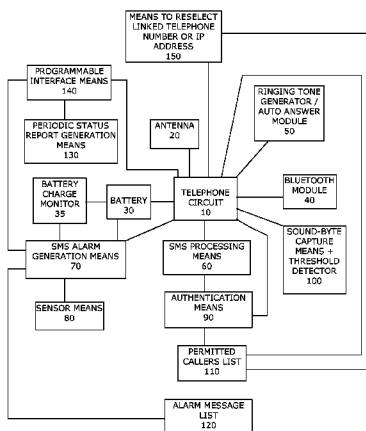 MEANS TO RESELECT
LINKED TELEPHONE
NUMBER OR IP
ADDRESS
150
PROGRAMMABLE
INTERFACE MEANS
140
PERIODIC STATUS
REPORT GENERATION
MEANS
130
ANTENNA
20
RINGING TONE
GENERATOR /
AUTO ANSWER
MODULE
50
BATTERY
CHARGE
MONITOR
35
BATTERY
30
TELEPHONE
CIRCUIT
10
BLUETOOTH
MODULE
40
SMS ALARM
GENERATION MEANS
70
SMS PROCESSING
MEANS
60
SOUND-BYTE
CAPTURE
MEANS +
THRESHOLD
DETECTOR
100
SENSOR MEANS
80
AUTHENTICATION
MEANS
90
PERMITTED
CALLERS LIST
110
ALARM MESSAGE
LIST
120